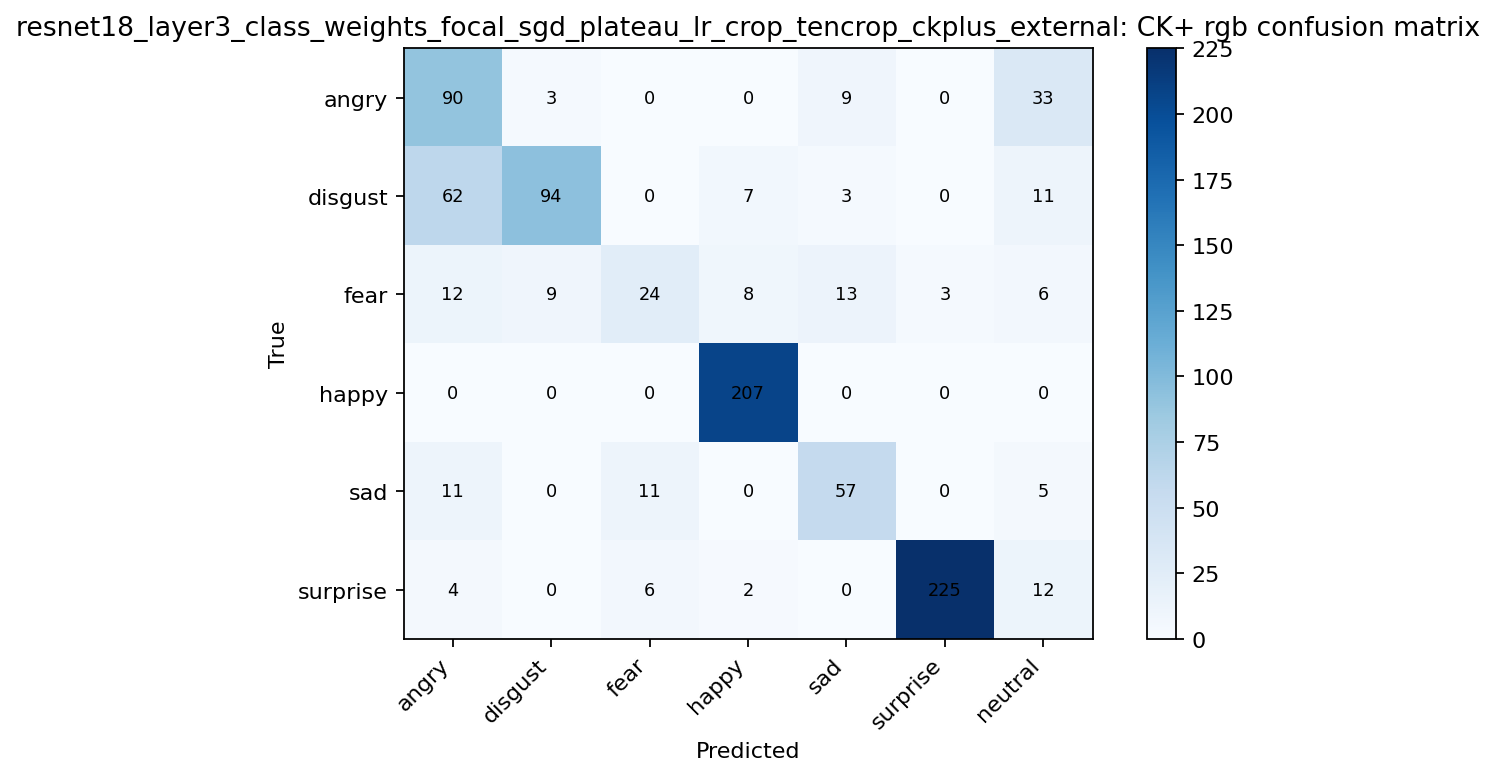 resnet18_layer3_class_weights_focal_sgd_plateau_lr_crop_tencrop_ckplus_external: CK+ rgb confusion matrix
225
angry 90 3 0 0 9 0 33
200
175
disgust 62 94 0 7 3 0 11
150
fear 12 9 24 8 13 3 6
125
True
100
happy 0 0 0 207 0 0 0
75
sad 11 0 11 0 57 0 5
50
25
surprise 4 0 6 2 0 225 12
0
angry disgust fear happy sad surprise neutral
Predicted